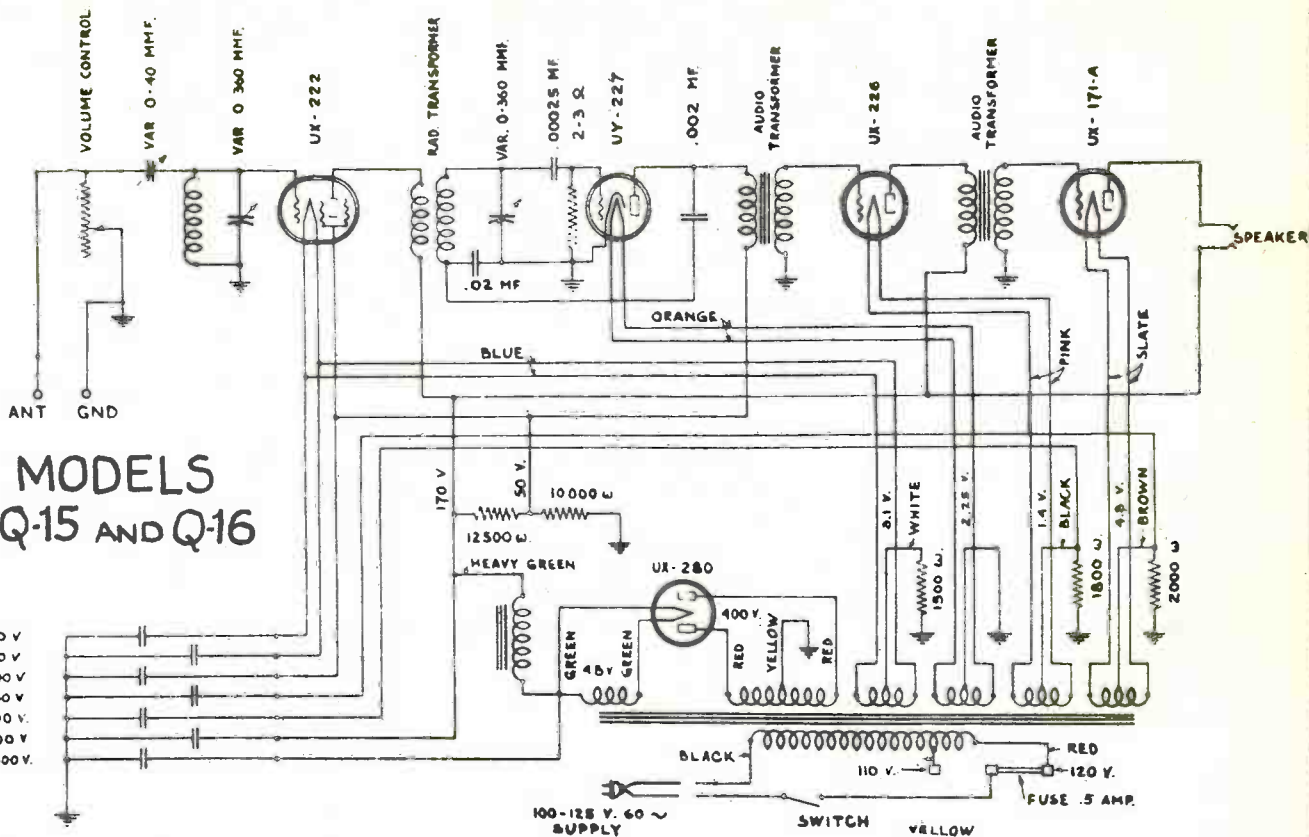 VOLUME CONTROL.
VAR 0-40 MMF.
VAR 0 360 MMF.
UX-222
RAD. TRANSFORMER
VAR. 0-360 MMF.
.00025 MF.
2-3 Ω
UY-227
.002 MF.
AUDIO
TRANSFORMER
UX-226
AUDIO
TRANSFORMER
UX-171-A
SPEAKER
.02 MF
ORANGE
BLUE
PINK
SLATE
ANT
GND
MODELS
Q-15 AND Q-16
170 V
50 V.
10000 ω
12500 ω.
HEAVY GREEN
UX-280
400 V.
GREEN
4.8 V
GREEN
RED
YELLOW
RED
WHITE
1500 ω.
2.25 V.
1.4 V.
BLACK
1800 ω
4.8 V.
BROWN
2000 ω
BLACK
110 V.
RED
120 V.
FUSE .5 AMP.
100-125 V. 60 ~
SUPPLY
SWITCH
YELLOW